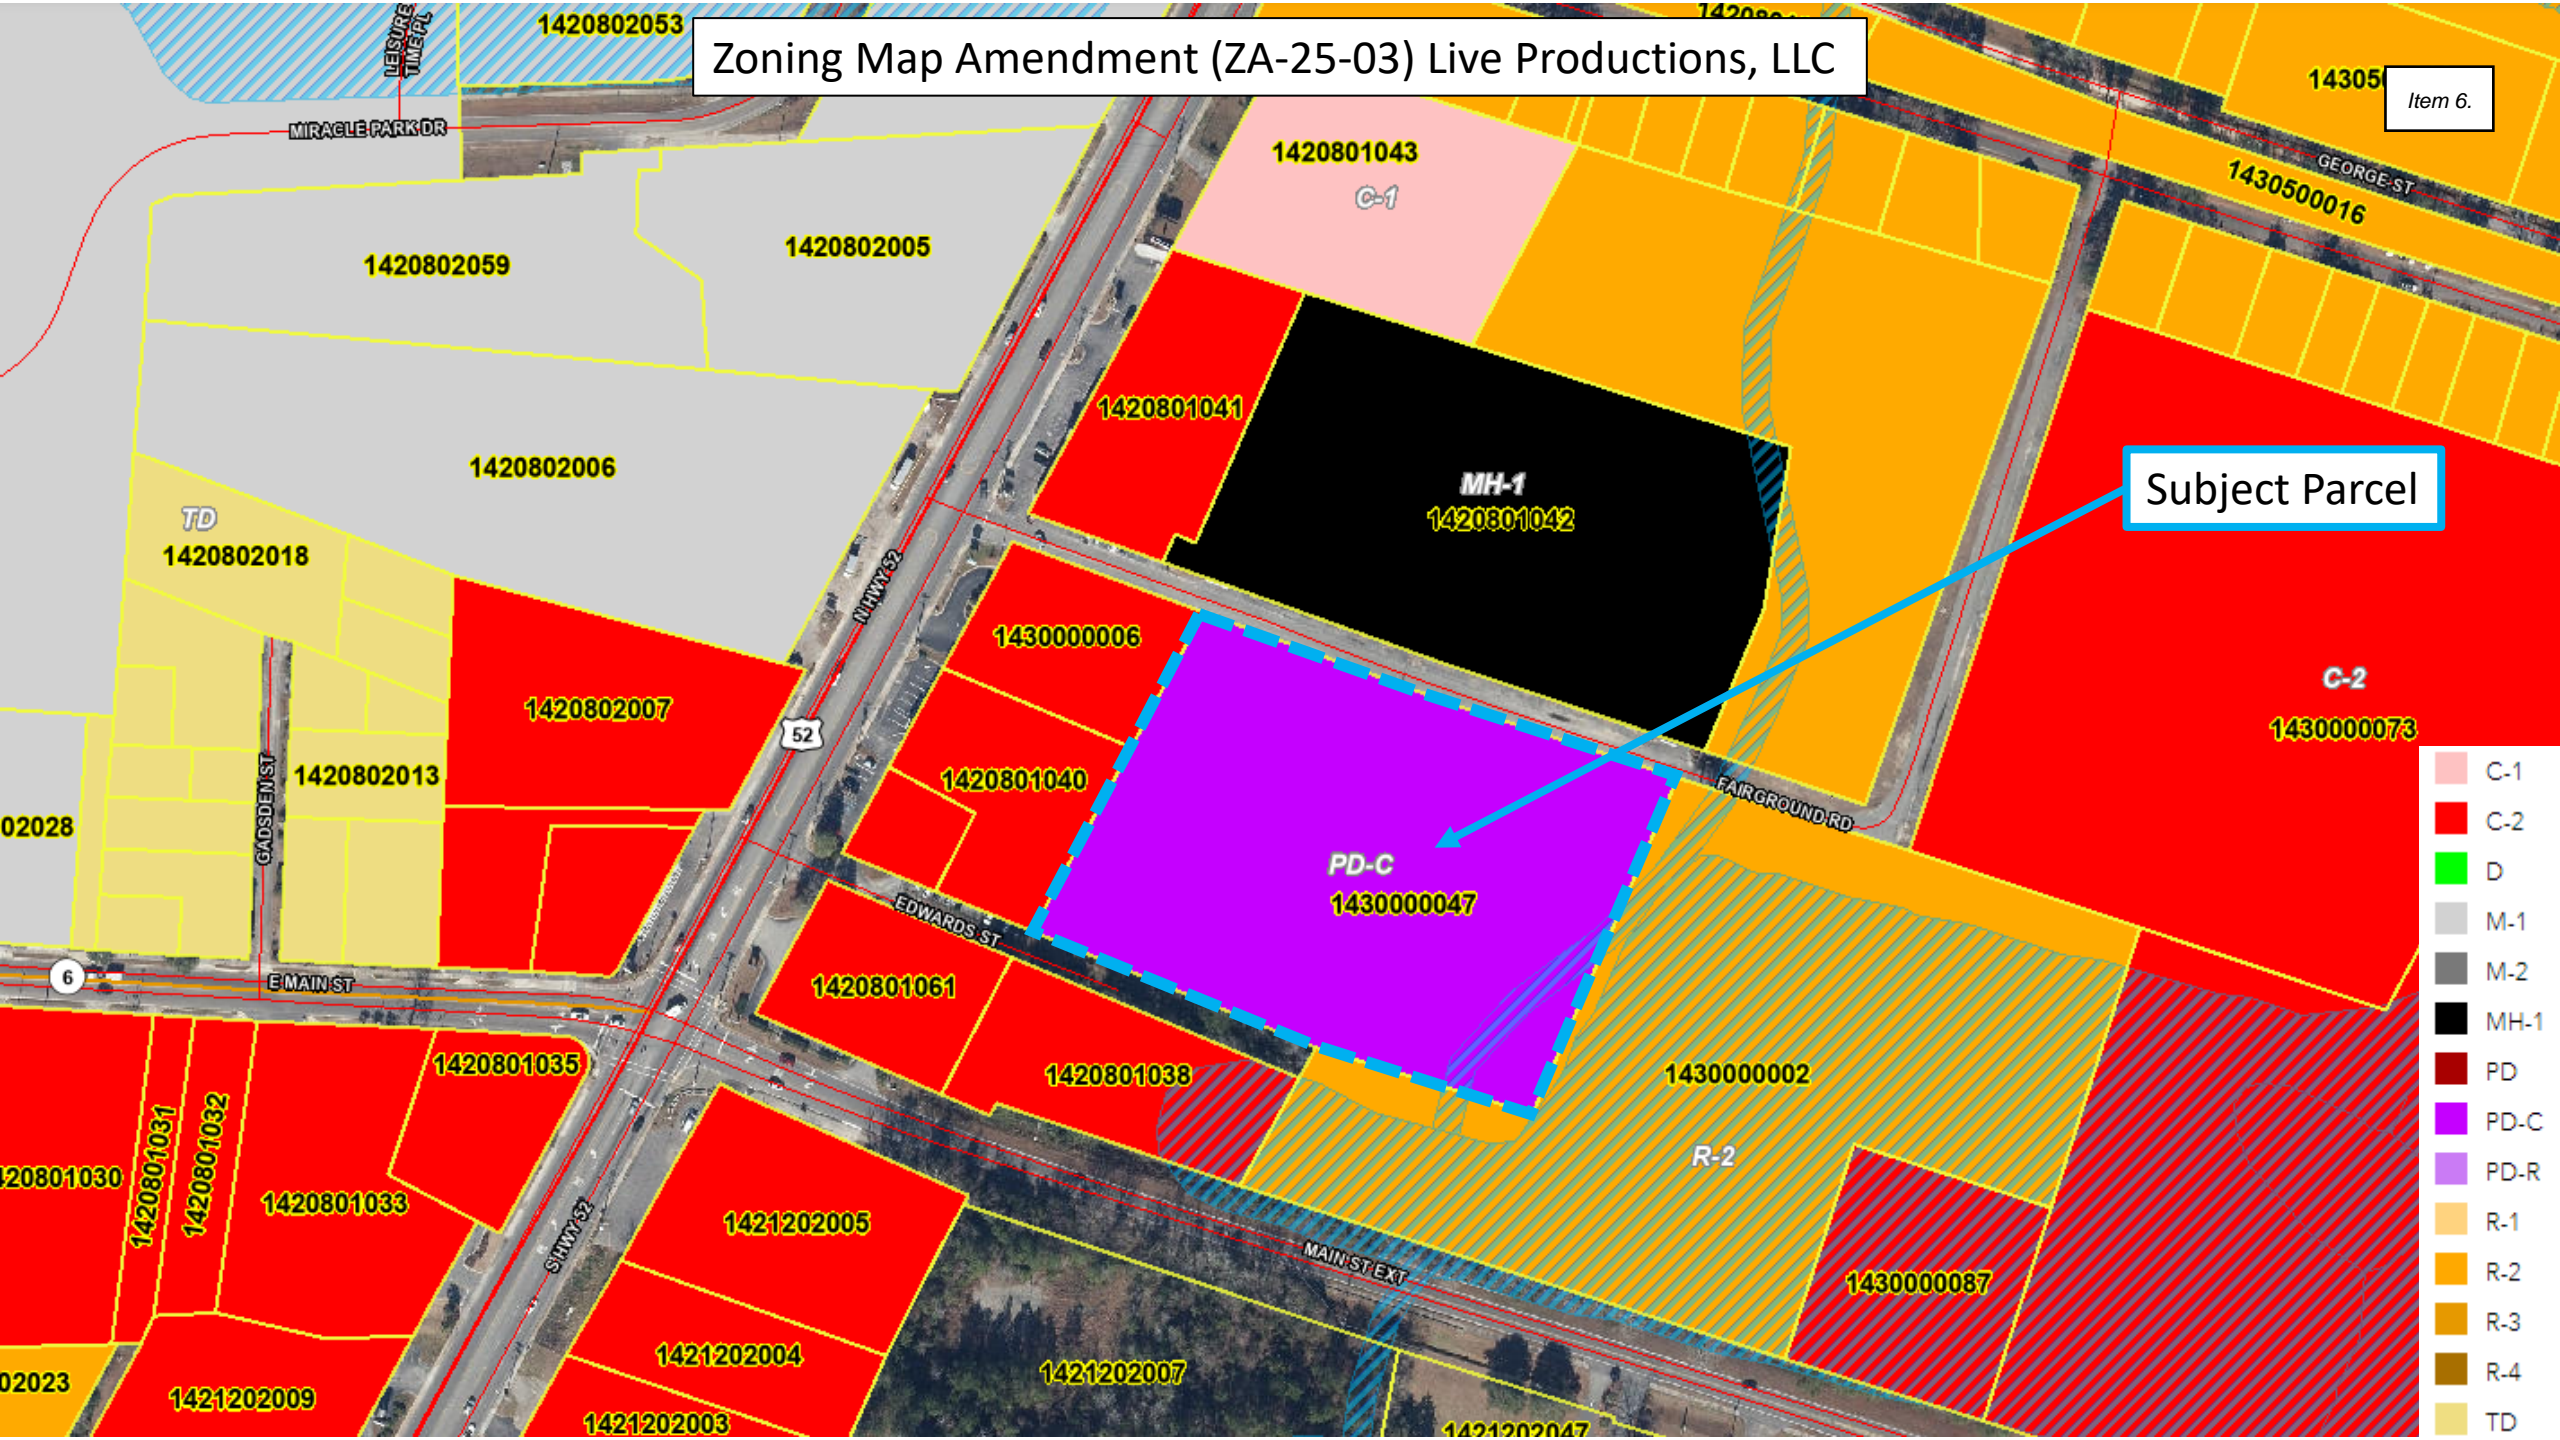 Zoning Map Amendment (ZA-25-03) Live Productions, LLC
Item 6.
1420802053
LEISURE
TIME PL
MIRACLE PARK DR
1420801043
C-1
GEORGE ST
1430500016
1420802059
1420802005
1420801041
1420802006
MH-1
1420801042
Subject Parcel
TD
1420802018
N HWY 52
1430000006
C-2
1430000073
1420802007
52
1420802013
1420801040
GADSDEN ST
02028
FAIRGROUND RD
PD-C
1430000047
EDWARDS ST
6
E MAIN ST
1420801061
1420801035
1420801038
1430000002
R-2
1420801031
1420801032
1420801033
S HWY 52
1421202005
MAIN ST EXT
1430000087
1421202004
1421202007
02023
1421202009
1421202003
1421202047
C-1
C-2
D
M-1
M-2
MH-1
PD
PD-C
PD-R
R-1
R-2
R-3
R-4
TD